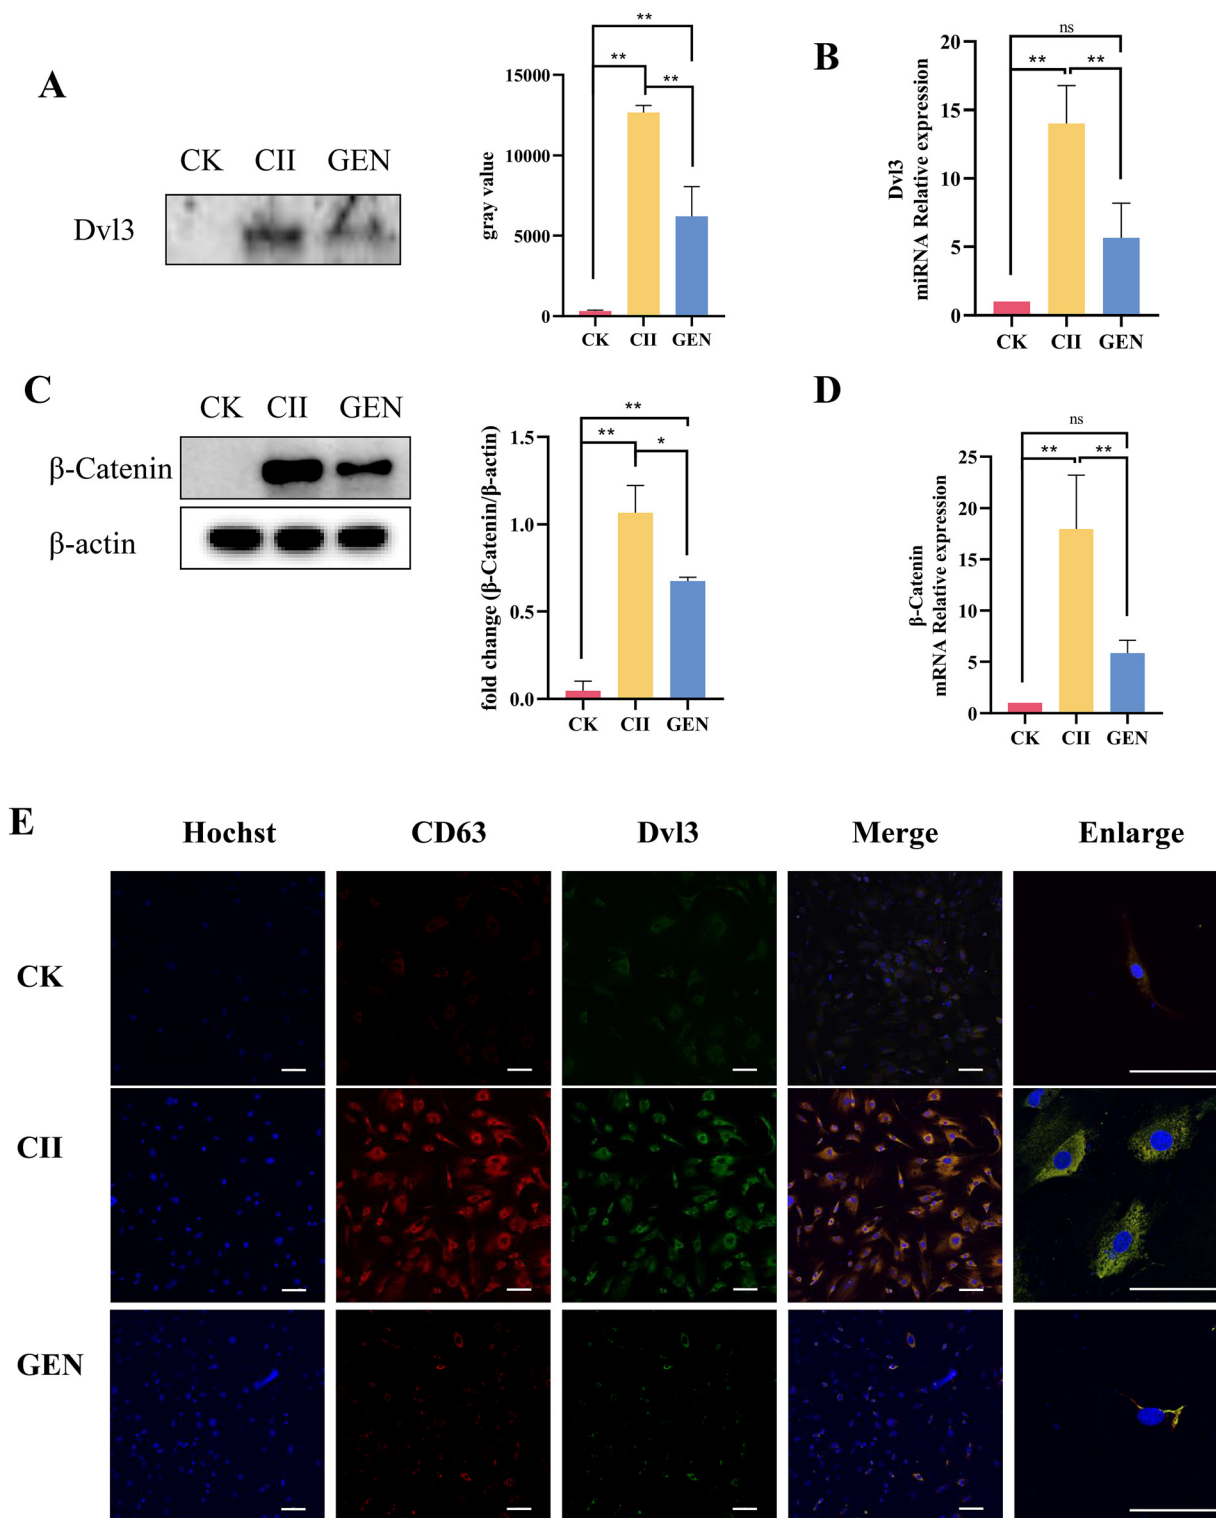 A
CK CII GEN
Dvl3
** 
** **
15000
10000
5000
0
gray value
CK CII GEN
B
ns
** **
20
15
10
5
0
Dvl3
miRNA Relative expression
CK CII GEN
C
CK CII GEN
β-Catenin
β-actin
**
** *
1.5
1.0
0.5
0.0
fold change (β-Catenin/β-actin)
CK CII GEN
D
ns
** **
25
20
15
10
5
0
β-Catenin
mRNA Relative expression
CK CII GEN
E
Hochst CD63 Dvl3 Merge Enlarge
CK
CII
GEN